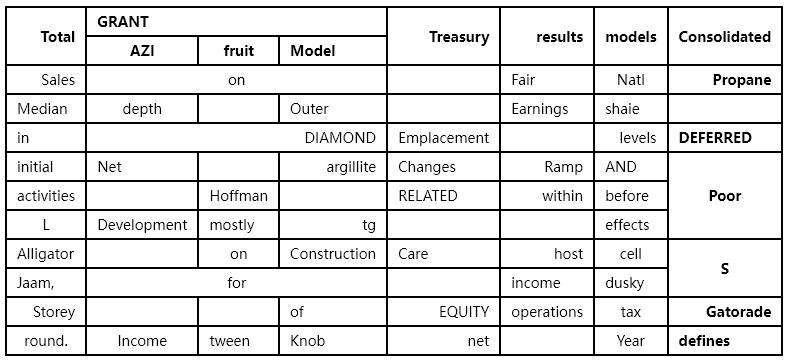 Total GRANT Treasury results models Consolidated
AZI fruit Model
Sales on Fair Natl Propane
Median depth Outer Earnings shaie
in DIAMOND Emplacement levels DEFERRED
initial Net argillite Changes Ramp AND Poor
activities Hoffman RELATED within before
L Development mostly tg effects
Alligator on Construction Care host cell S
Jaam, for income dusky
Storey of EQUITY operations tax Gatorade
round. Income tween Knob net Year defines